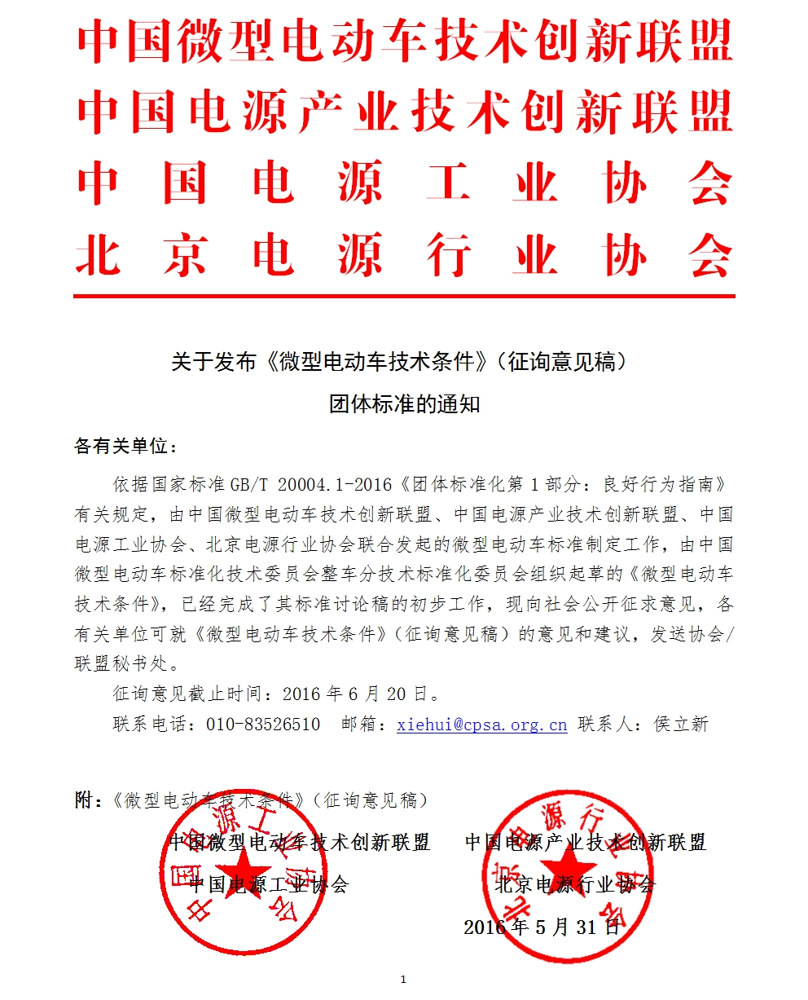 中国微型电动车技术创新联盟
中国电源产业技术创新联盟
中国电源工业协会
北京电源行业协会
关于发布《微型电动车技术条件》（征询意见稿）
团体标准的通知
各有关单位：
依据国家标准 GB/T 20004.1-2016《团体标准化第 1 部分：良好行为指南》
有关规定，由中国微型电动车技术创新联盟、中国电源产业技术创新联盟、中国
电源工业协会、北京电源行业协会联合发起的微型电动车标准制定工作，由中国
微型电动车标准化技术委员会整车分技术标准化委员会组织起草的《微型电动车
技术条件》，已经完成了其标准讨论稿的初步工作，现向社会公开征求意见，各
有关单位可就《微型电动车技术条件》（征询意见稿）的意见和建议，发送协会/
联盟秘书处。
征询意见截止时间：2016 年 6 月 20 日。
联系电话：010-83526510 邮箱：xiehui@cpsa.org.cn 联系人：侯立新
附：《微型电动车技术条件》（征询意见稿）
中国微型电动车技术创新联盟 中国电源产业技术创新联盟
中国电源工业协会 北京电源行业协会
2016 年 5 月 31 日
中国电源工业协会
北京电源行业协会
1